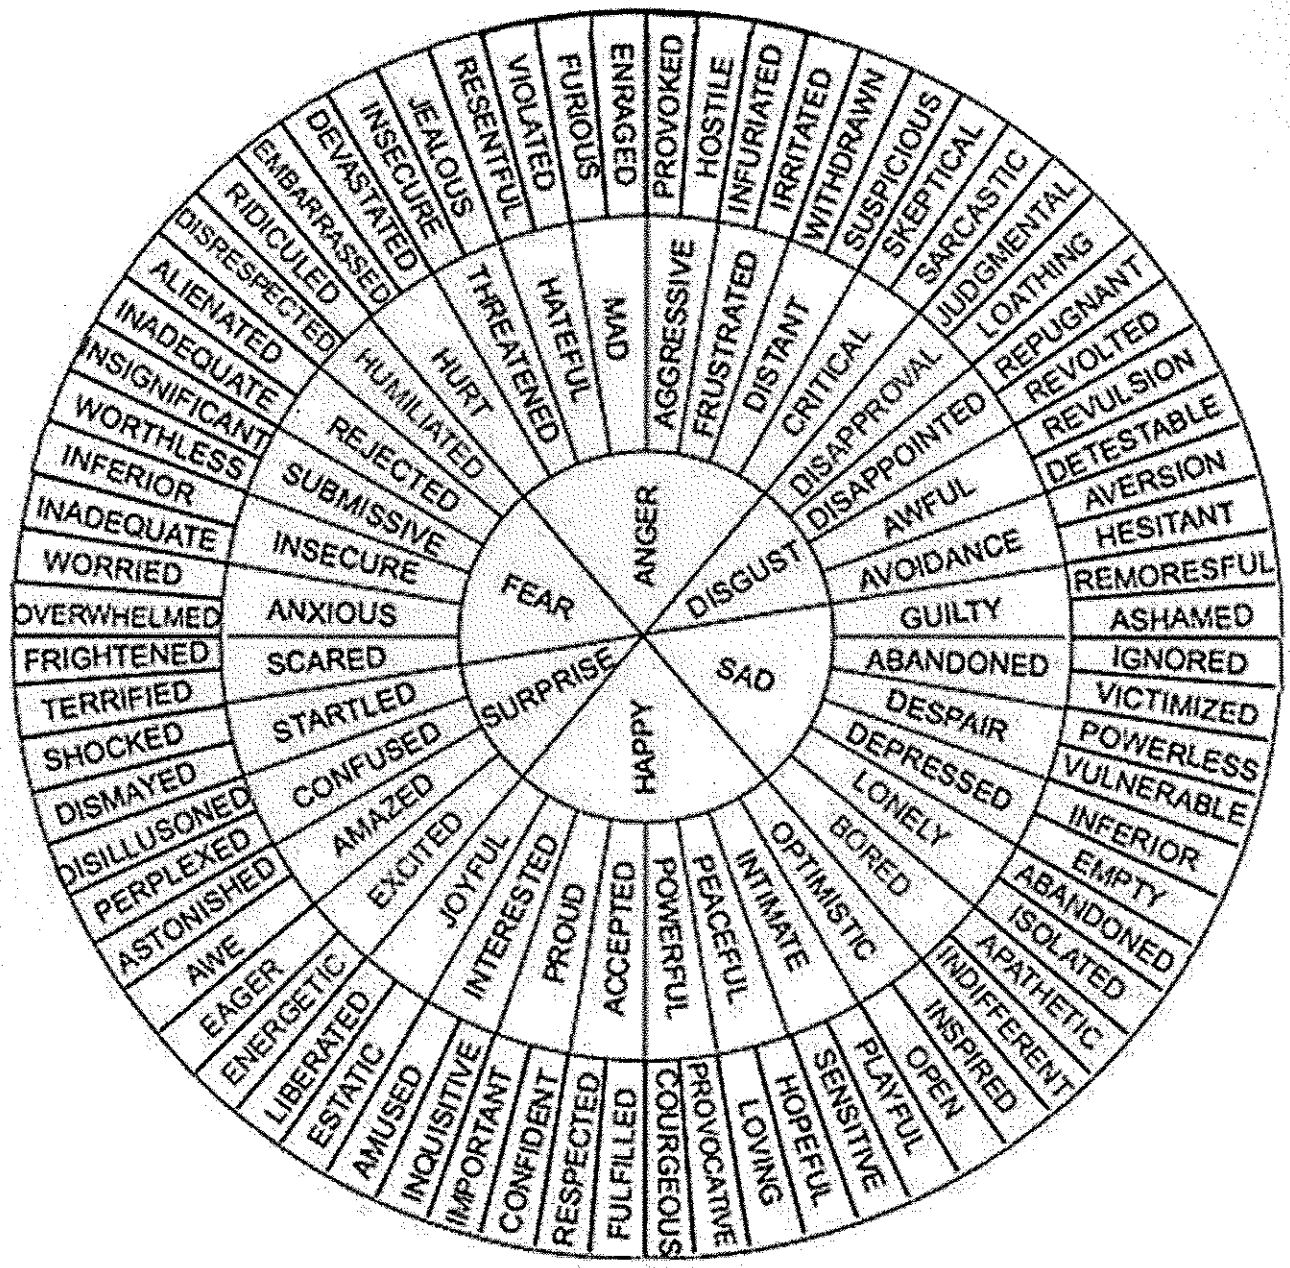 ANGER
DISGUST
SAD
HAPPY
SURPRISE
FEAR
MAD
AGGRESSIVE
FRUSTRATED
DISTANT
CRITICAL
DISAPPROVAL
DISAPPOINTED
AWFUL
AVOIDANCE
GUILTY
ABANDONED
DESPAIR
DEPRESSED
LONELY
BORED
OPTIMISTIC
INTIMATE
PEACEFUL
POWERFUL
ACCEPTED
PROUD
INTERESTED
JOYFUL
EXCITED
AMAZED
CONFUSED
STARTLED
SCARED
ANXIOUS
INSECURE
SUBMISSIVE
REJECTED
HUMILIATED
HURT
THREATENED
HATEFUL
ENRAGED
PROVOKED
HOSTILE
INFURIATED
IRRITATED
WITHDRAWN
SUSPICIOUS
SKEPTICAL
SARCASTIC
JUDGMENTAL
LOATHING
REPUGNANT
REVOLTED
REVULSION
DETESTABLE
AVERSION
HESITANT
REMORESFUL
ASHAMED
IGNORED
VICTIMIZED
POWERLESS
VULNERABLE
INFERIOR
EMPTY
ABANDONED
ISOLATED
APATHETIC
INDIFFERENT
INSPIRED
OPEN
PLAYFUL
SENSITIVE
HOPEFUL
LOVING
PROVOCATIVE
COURGEOUS
FULFILLED
RESPECTED
CONFIDENT
IMPORTANT
INQUISITIVE
AMUSED
ESTATIC
LIBERATED
ENERGETIC
EAGER
AWE
ASTONISHED
PERPLEXED
DISILLUSONED
DISMAYED
SHOCKED
TERRIFIED
FRIGHTENED
OVERWHELMED
WORRIED
INADEQUATE
INFERIOR
WORTHLESS
INSIGNIFICANT
INADEQUATE
ALIENATED
DISRESPECTED
RIDICULED
EMBARRASSED
DEVASTATED
INSECURE
JEALOUS
RESENTFUL
VIOLATED
FURIOUS